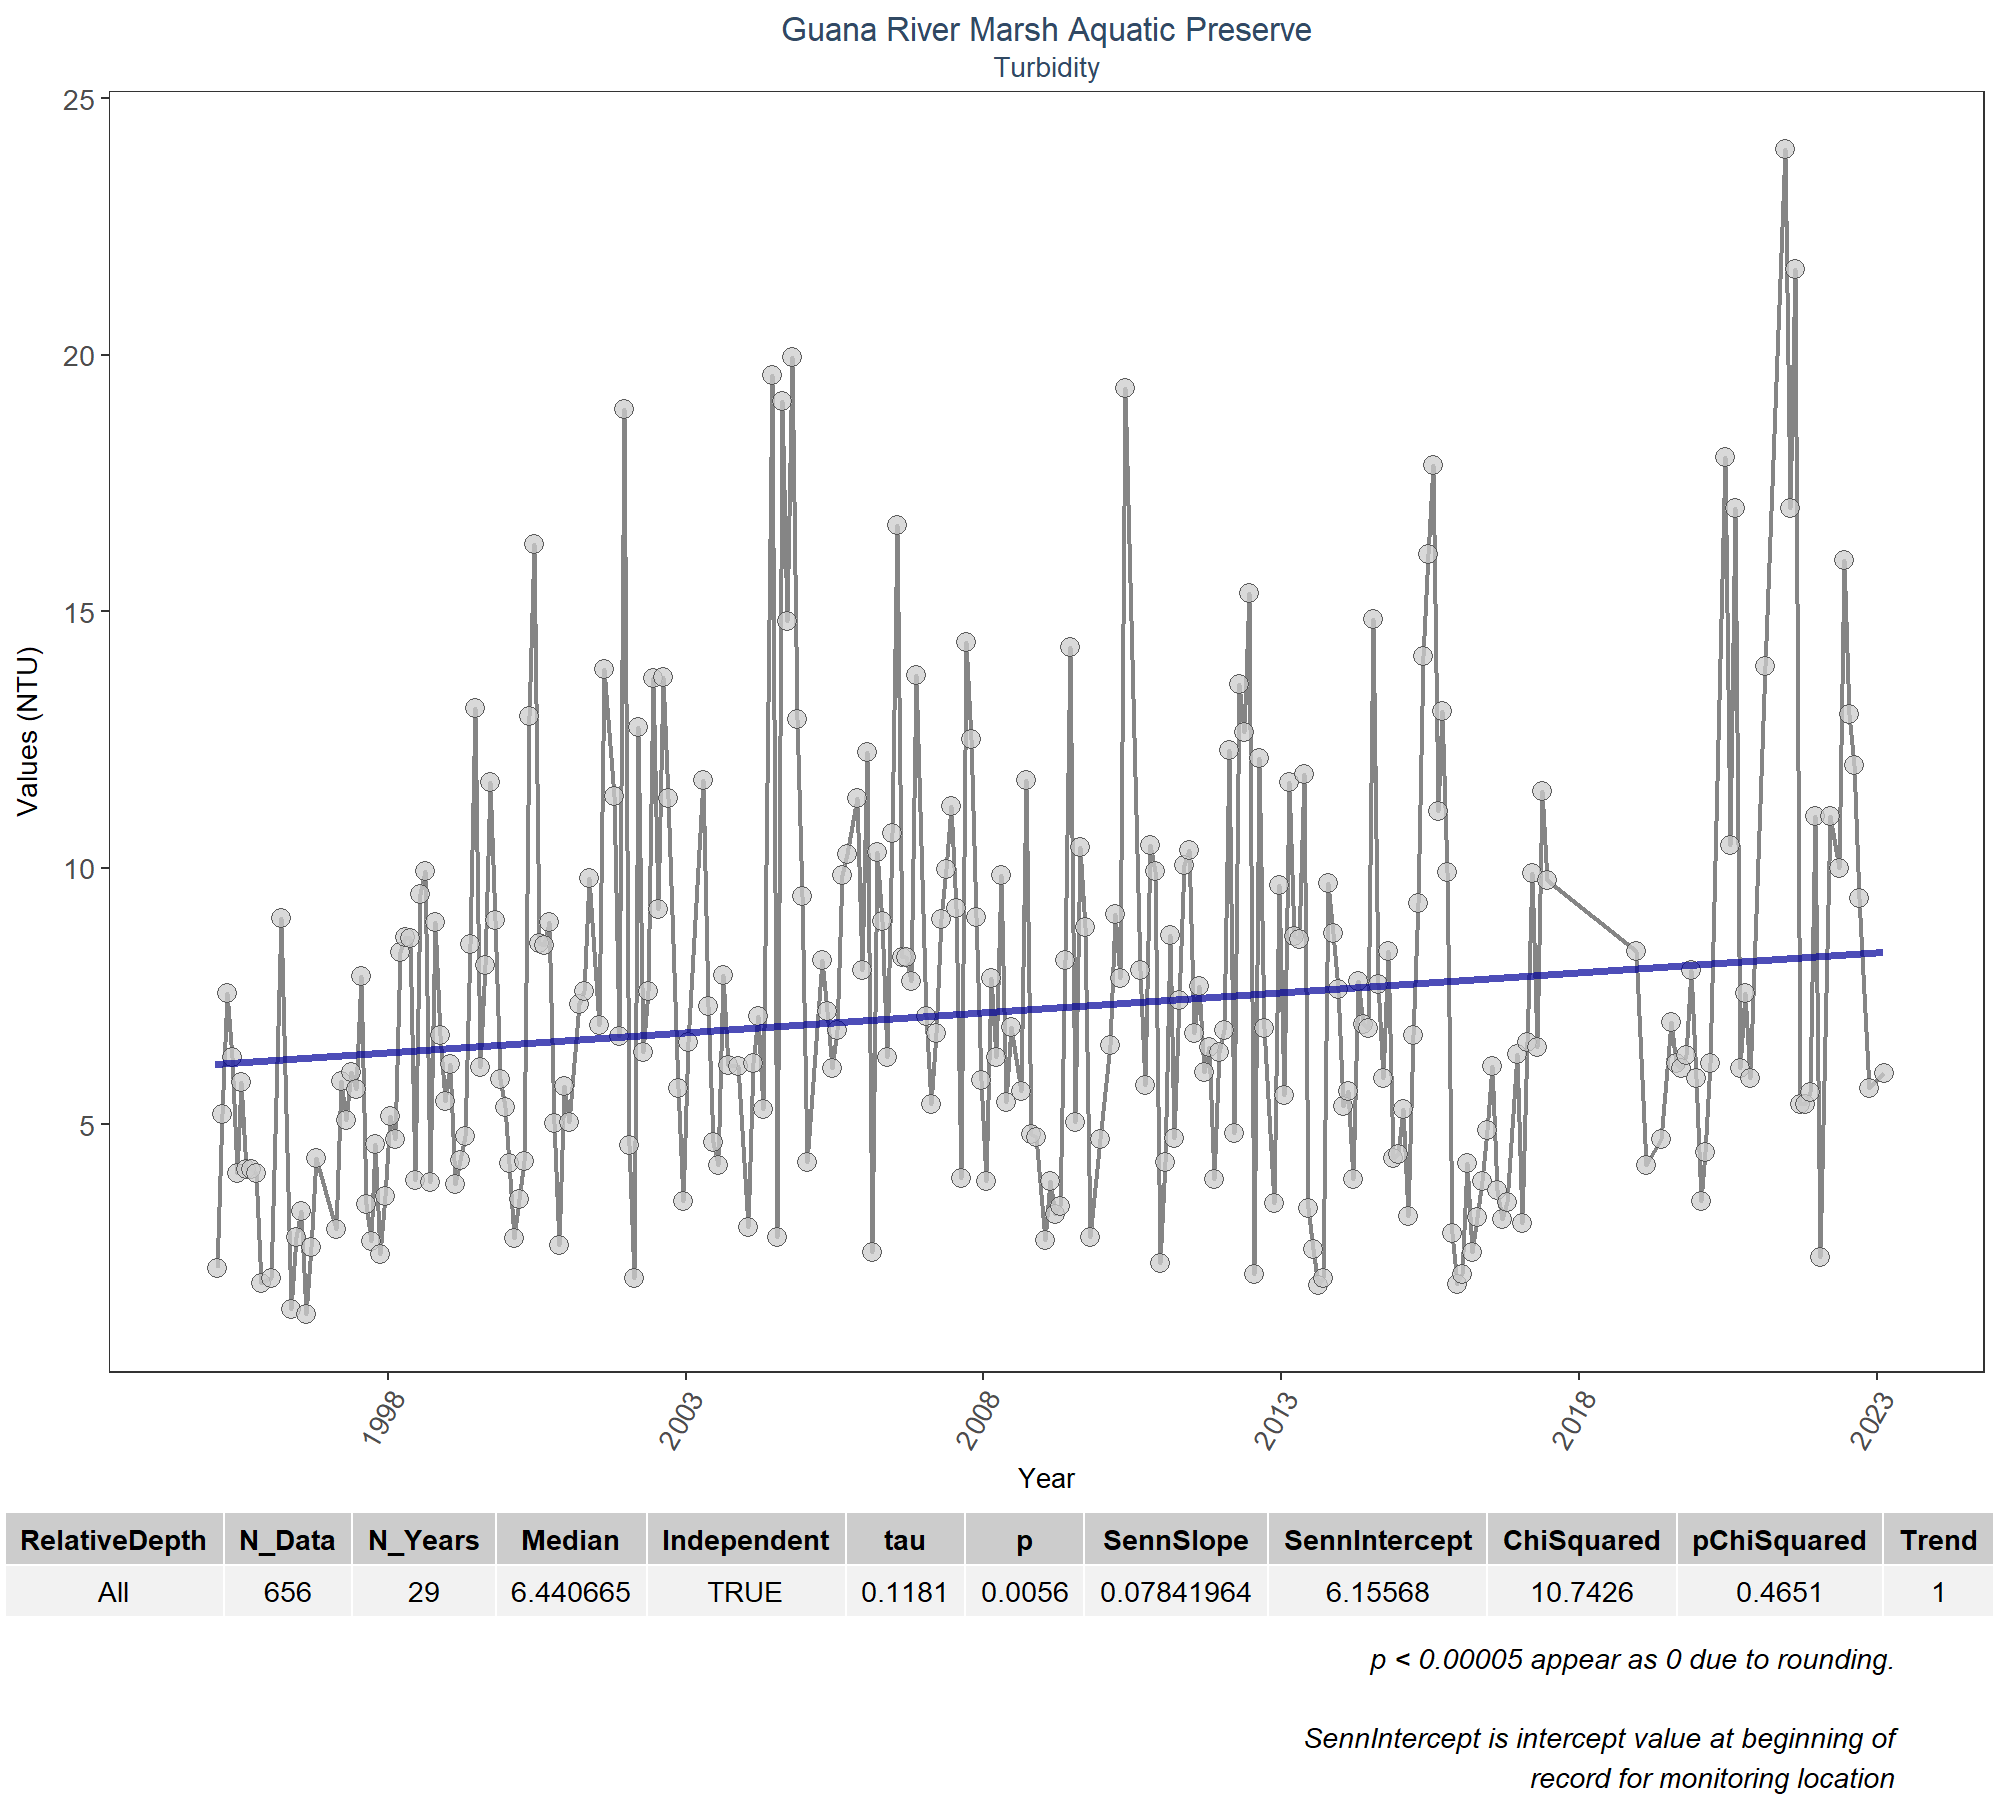 Guana River Marsh Aquatic Preserve
Turbidity
25
20
15
10
5
Values (NTU)
1998 2003 2008 2013 2018 2023
Year
RelativeDepth N_Data N_Years Median Independent tau p SennSlope SennIntercept ChiSquared pChiSquared Trend
All 656 29 6.440665 TRUE 0.1181 0.0056 0.07841964 6.15568 10.7426 0.4651 1
p < 0.00005 appear as 0 due to rounding.
SennIntercept is intercept value at beginning of
record for monitoring location